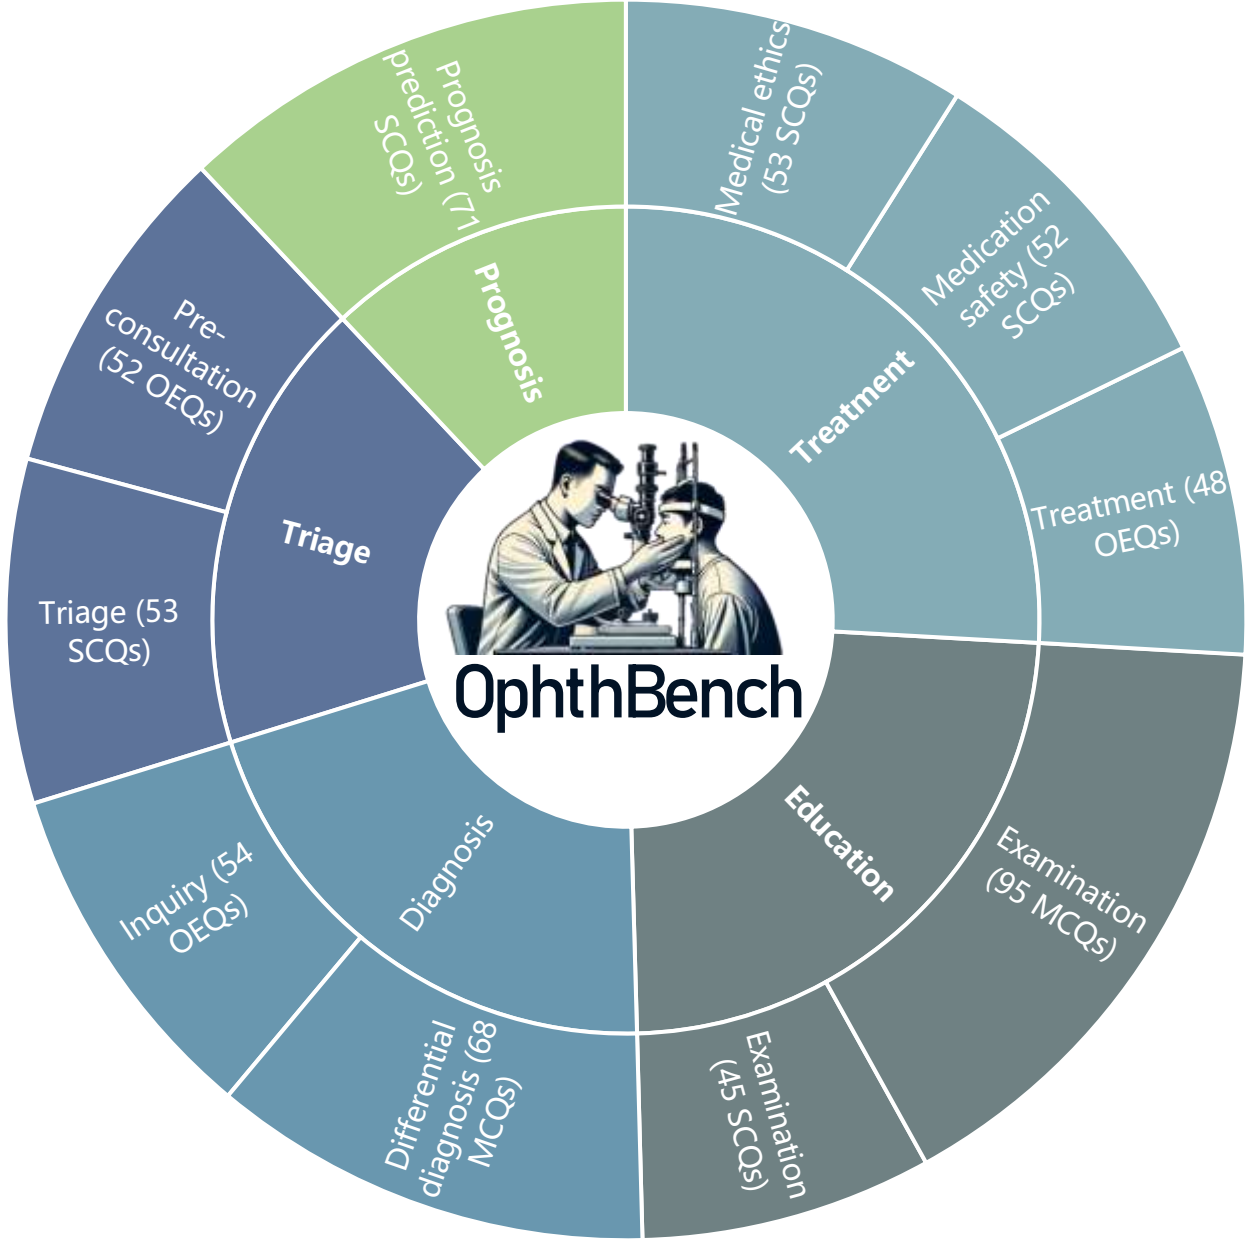 Medical ethics
(53 SCQs)
Medication
safety (52
SCQs)
Treatment (48
OEQs)
Treatment
Examination
(95 MCQs)
Examination
(45 SCQs)
Education
Differential
diagnosis (68
MCQs)
Inquiry (54
OEQs)
Diagnosis
Triage (53
SCQs)
Pre-
consultation
(52 OEQs)
Triage
Prognosis
prediction (71
SCQs)
Prognosis
OphthBench